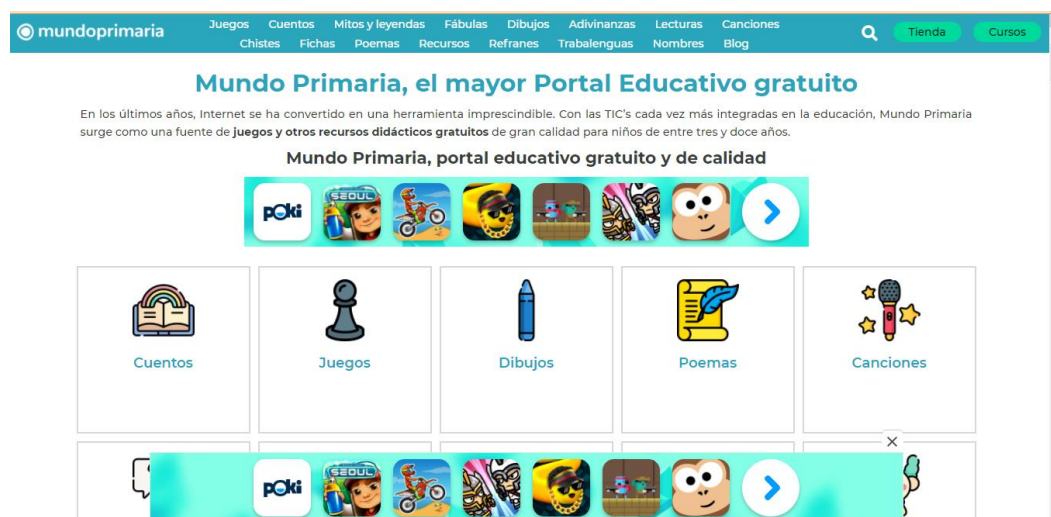 mundoprimaria
Juegos Cuentos Mitos y leyendas Fábulas Dibujos Adivinanzas Lecturas Canciones
Chistes Fichas Poemas Recursos Refranes Trabalenguas Nombres Blog
Tienda Cursos
Mundo Primaria, el mayor Portal Educativo gratuito
En los últimos años, Internet se ha convertido en una herramienta imprescindible. Con las TIC's cada vez más integradas en la educación, Mundo Primaria
surge como una fuente de juegos y otros recursos didácticos gratuitos de gran calidad para niños de entre tres y doce años.
Mundo Primaria, portal educativo gratuito y de calidad
poki
SEOUL
Cuentos
Juegos
Dibujos
Poemas
Canciones
poki
SEOUL